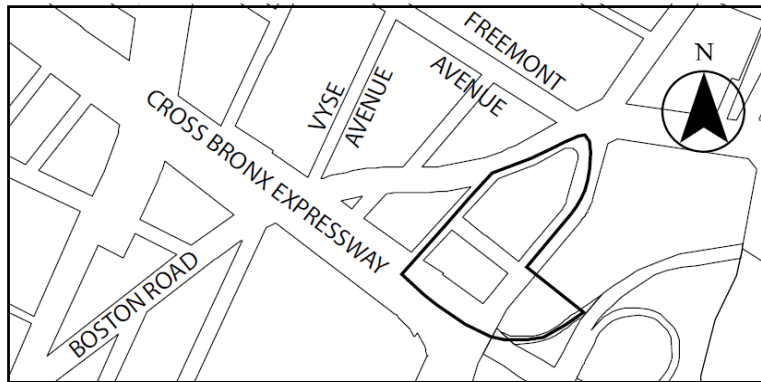 FREEMONT
AVENUE
N
VYSE
AVENUE
CROSS BRONX EXPRESSWAY
BOSTON ROAD